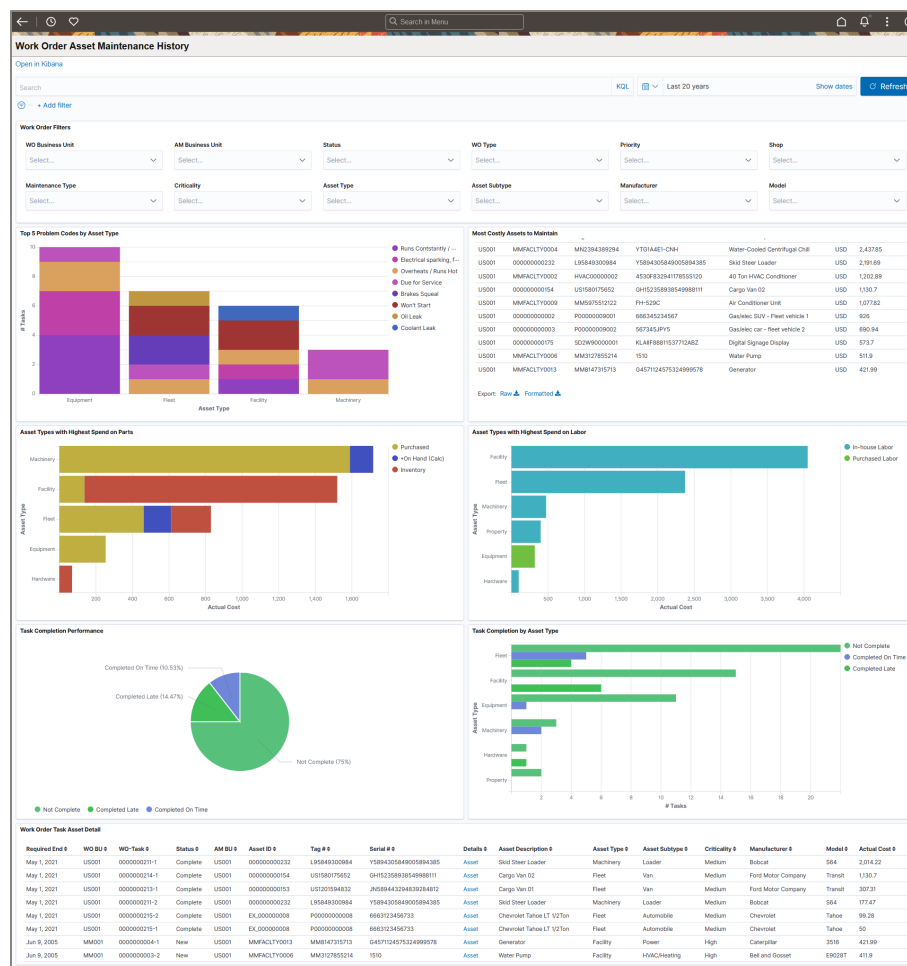 Search in Menu
Work Order Asset Maintenance History
Open in Kibana
Search KQL Last 20 years Show dates Refresh
+ Add filter
Work Order Filters
WO Business Unit AM Business Unit Status WO Type Priority Shop
Select... Select... Select... Select... Select... Select...
Maintenance Type Criticality Asset Type Asset Subtype Manufacturer Model
Select... Select... Select... Select... Select... Select...
Top 5 Problem Codes by Asset Type
10
8
6
4
2
0
# Tasks
Equipment Fleet Facility Machinery
Asset Type
Runs Contstantly / ...
Electrical sparking, f...
Overheats / Runs Hot
Due for Service
Brakes Squeal
Won't Start
Oil Leak
Coolant Leak
Most Costly Assets to Maintain
US001 MMFACLTY0004 MN2394389294 YTG1A4E1-CNH Water-Cooled Centrifugal Chill USD 2,437.85
US001 000000000232 L95849300984 Y5894305849005894385 Skid Steer Loader USD 2,191.69
US001 MMFACLTY0002 HVAC00000002 4530F8329411785SS120 40 Ton HVAC Conditioner USD 1,202.89
US001 000000000154 US1580175652 GH152358938549988111 Cargo Van 02 USD 1,130.7
US001 MMFACLTY0009 MM5975512122 FH-529C Air Conditioner Unit USD 1,077.82
US001 000000000002 P00000009001 666345234567 Gas/elec SUV - Fleet vehicle 1 USD 926
US001 000000000003 P00000009002 567345JPY5 Gas/elec car - fleet vehicle 2 USD 690.94
US001 000000000175 SD2W90000001 KLAIIF88811537712ABZ Digital Signage Display USD 573.7
US001 MMFACLTY0006 MM3127855214 1510 Water Pump USD 511.9
US001 MMFACLTY0013 MM8147315713 G4571124575324999578 Generator USD 421.99
Export: Raw Formatted
Asset Types with Highest Spend on Parts
Machinery
Facility
Fleet
Equipment
Hardware
Asset Type
200 400 600 800 1,000 1,200 1,400 1,600
Actual Cost
Purchased
+On Hand (Calc)
Inventory
Asset Types with Highest Spend on Labor
Facility
Fleet
Machinery
Property
Equipment
Hardware
Asset Type
500 1,000 1,500 2,000 2,500 3,000 3,500 4,000
Actual Cost
In-house Labor
Purchased Labor
Task Completion Performance
Completed On Time (10.53%)
Completed Late (14.47%)
Not Complete (75%)
Not Complete Completed Late Completed On Time
Task Completion by Asset Type
Fleet
Facility
Equipment
Machinery
Hardware
Property
Asset Type
2 4 6 8 10 12 14 16 18 20
# Tasks
Not Complete
Completed On Time
Completed Late
Work Order Task Asset Detail
Required End WO BU WO-Task Status AM BU Asset ID Tag # Serial # Details Asset Description Asset Type Asset Subtype Criticality Manufacturer Model Actual Cost
May 1, 2021 US001 0000000211-1 Complete US001 000000000232 L95849300984 Y5894305849005894385 Asset Skid Steer Loader Machinery Loader Medium Bobcat S64 2,014.22
May 1, 2021 US001 0000000214-1 Complete US001 000000000154 US1580175652 GH152358938549988111 Asset Cargo Van 02 Fleet Van Medium Ford Motor Company Transit 1,130.7
May 1, 2021 US001 0000000213-1 Complete US001 000000000153 US1201594832 JN589443294839284812 Asset Cargo Van 01 Fleet Van Medium Ford Motor Company Transit 307.31
May 1, 2021 US001 0000000211-2 Complete US001 000000000232 L95849300984 Y5894305849005894385 Asset Skid Steer Loader Machinery Loader Medium Bobcat S64 177.47
May 1, 2021 US001 0000000215-2 Complete US001 EX_000000008 P00000000008 6663123456733 Asset Chevrolet Tahoe LT 1/2Ton Fleet Automobile Medium Chevrolet Tahoe 99.28
May 1, 2021 US001 0000000215-1 Complete US001 EX_000000008 P00000000008 6663123456733 Asset Chevrolet Tahoe LT 1/2Ton Fleet Automobile Medium Chevrolet Tahoe 50
Jun 9, 2005 MM001 0000000004-1 New US001 MMFACLTY0013 MM8147315713 G4571124575324999578 Asset Generator Facility Power High Caterpillar 3516 421.99
Jun 9, 2005 MM001 0000000003-2 New US001 MMFACLTY0006 MM3127855214 1510 Asset Water Pump Facility HVAC/Heating High Bell and Gosset E9028T 411.9